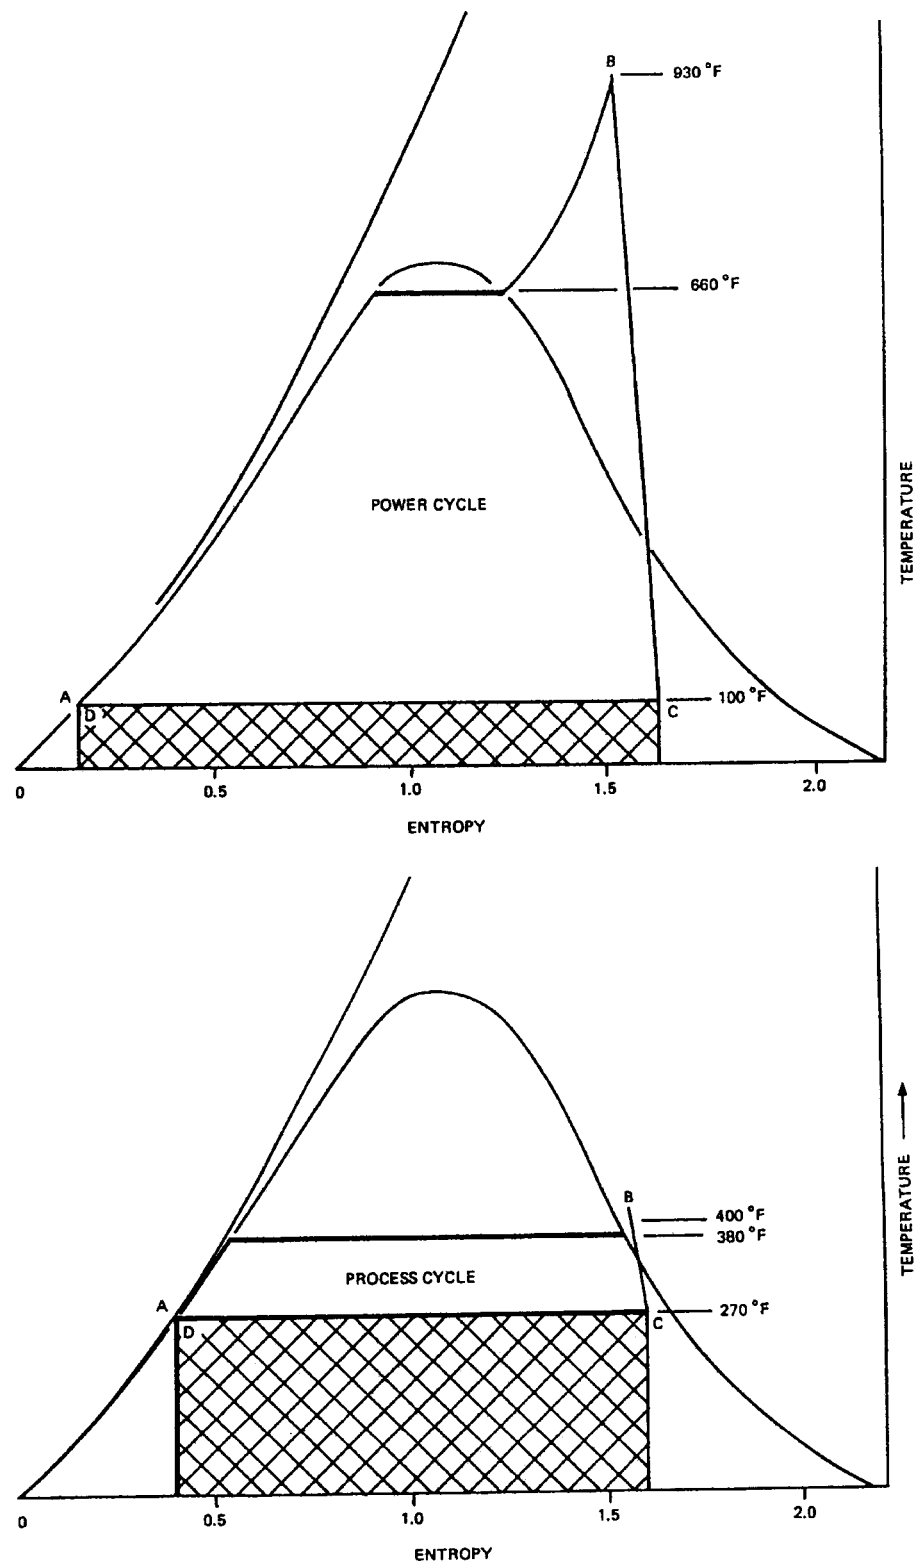 B
930 °F
660 °F
POWER CYCLE
TEMPERATURE
A
D
100 °F
C
0
0.5
1.0
1.5
2.0
ENTROPY
B
400 °F
380 °F
TEMPERATURE
PROCESS CYCLE
A
270 °F
D
C
0
0.5
1.0
1.5
2.0
ENTROPY